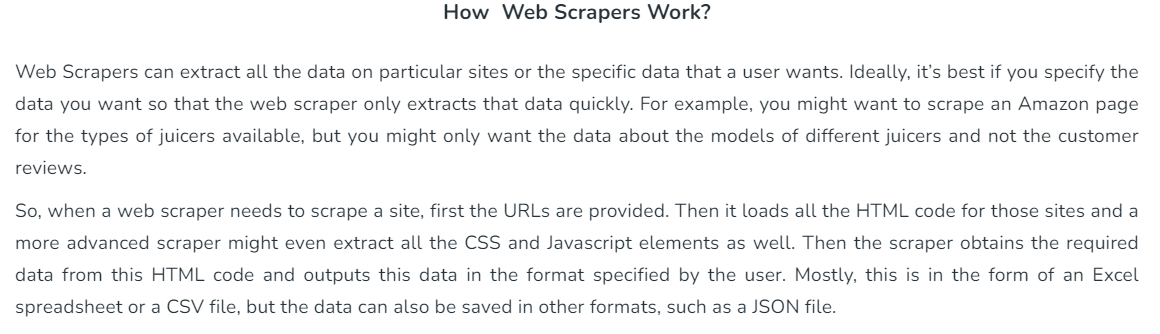 How  Web Scrapers Work?
Web Scrapers can extract all the data on particular sites or the specific data that a user wants. Ideally, it's best if you specify the
data you want so that the web scraper only extracts that data quickly. For example, you might want to scrape an Amazon page
for the types of juicers available, but you might only want the data about the models of different juicers and not the customer
reviews.
So, when a web scraper needs to scrape a site, first the URLs are provided. Then it loads all the HTML code for those sites and a
more advanced scraper might even extract all the CSS and Javascript elements as well. Then the scraper obtains the required
data from this HTML code and outputs this data in the format specified by the user. Mostly, this is in the form of an Excel
spreadsheet or a CSV file, but the data can also be saved in other formats, such as a JSON file.